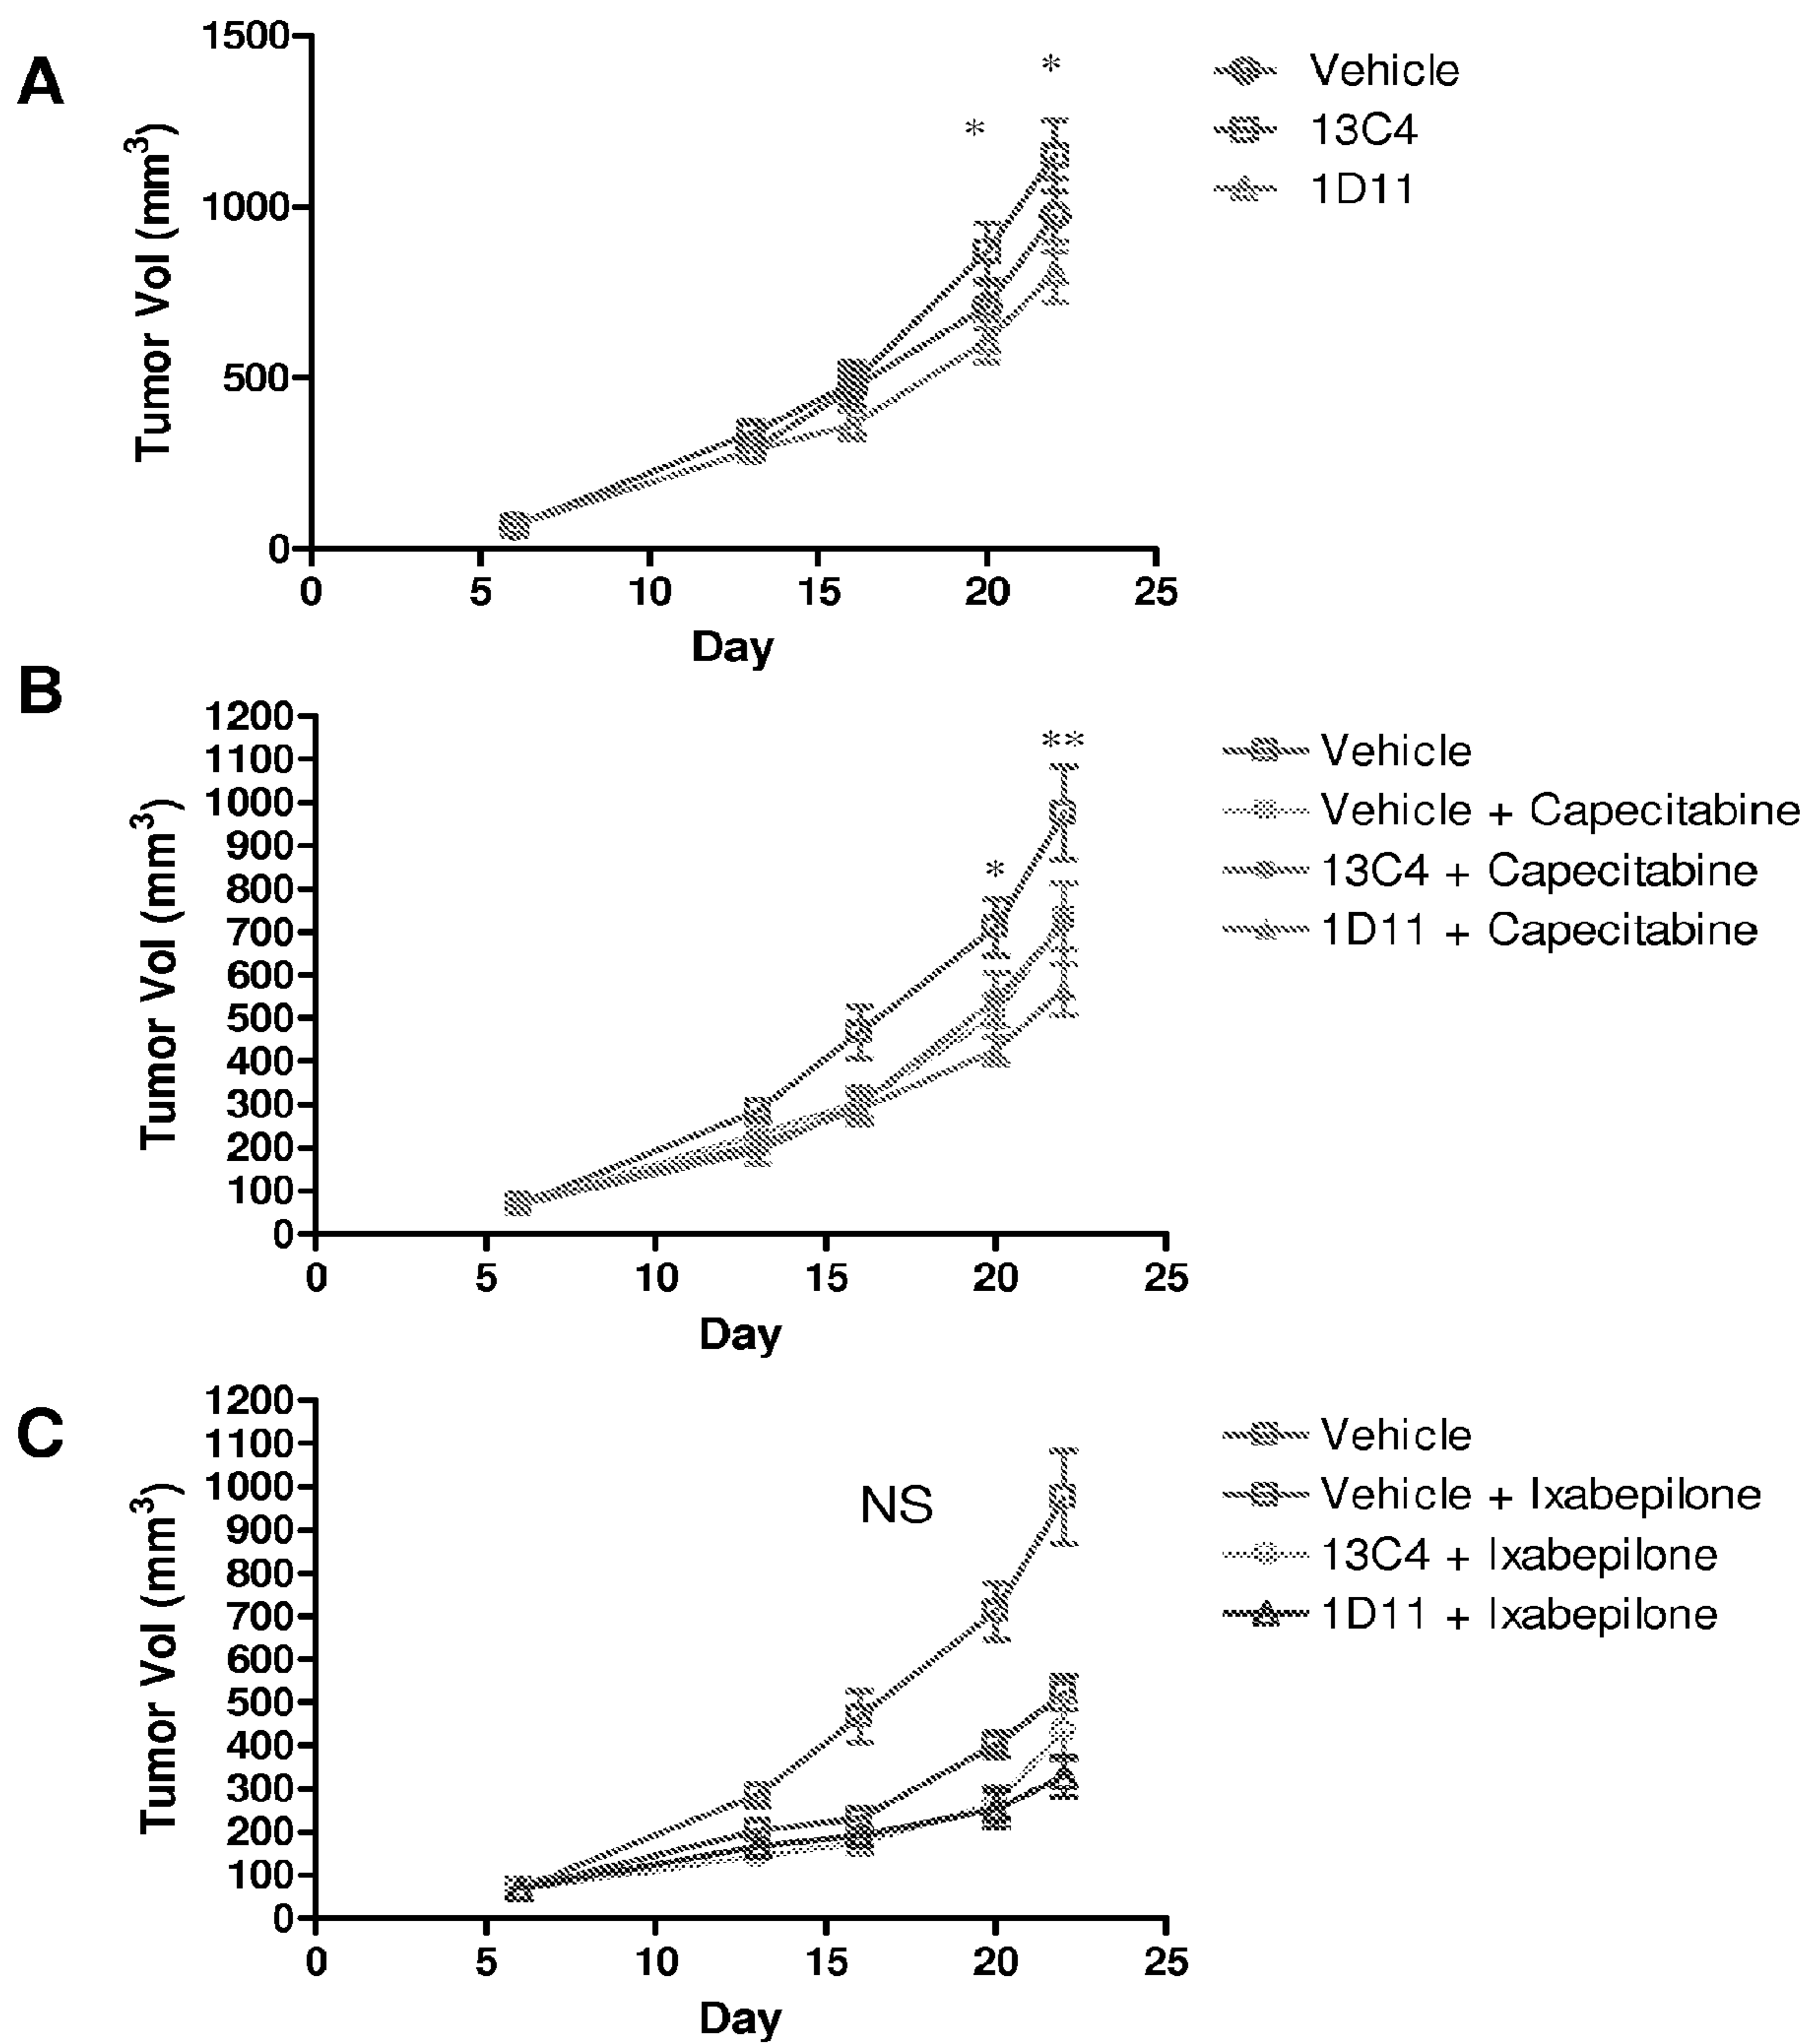 A
Tumor Vol (mm3)
1500
1000
500
0
0 5 10 15 20 25
Day
*
*
Vehicle
13C4
1D11
B
Tumor Vol (mm3)
1200
1100
1000
900
800
700
600
500
400
300
200
100
0
0 5 10 15 20 25
Day
*
**
Vehicle
Vehicle + Capecitabine
13C4 + Capecitabine
1D11 + Capecitabine
C
Tumor Vol (mm3)
1200
1100
1000
900
800
700
600
500
400
300
200
100
0
0 5 10 15 20 25
Day
NS
Vehicle
Vehicle + Ixabepilone
13C4 + Ixabepilone
1D11 + Ixabepilone